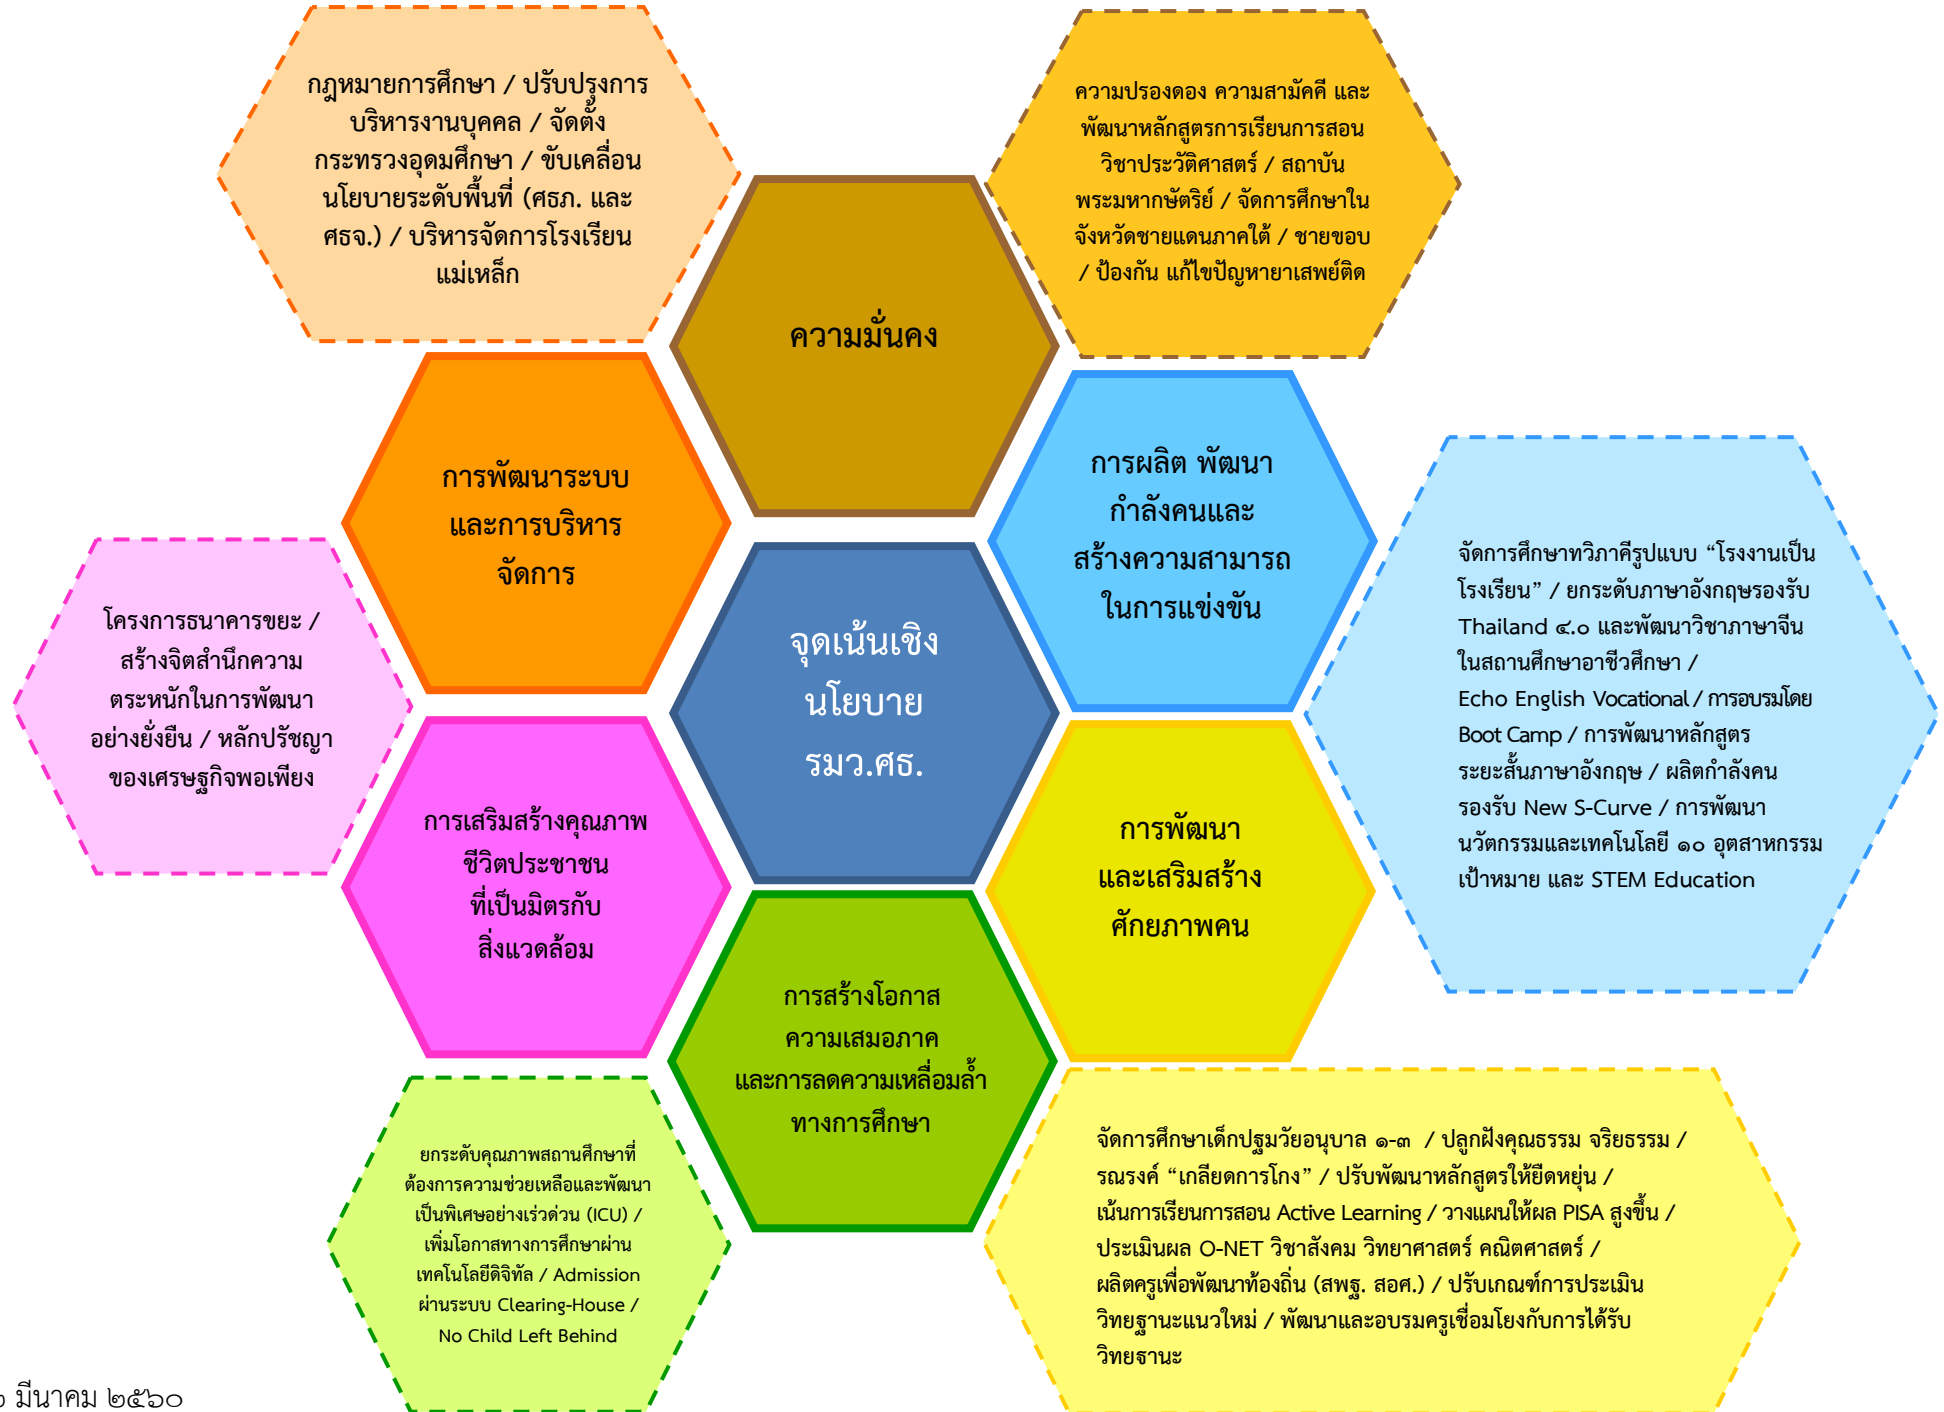 กฎหมายการศึกษา / ปรับปรุงการ
บริหารงานบุคคล / จัดตั้ง
กระทรวงอุดมศึกษา / ขับเคลื่อน
นโยบายระดับพื้นที่ (ศธภ. และ
ศธจ.) / บริหารจัดการโรงเรียน
แม่เหล็ก
ความปรองดอง ความสามัคคี และ
พัฒนาหลักสูตรการเรียนการสอน
วิชาประวัติศาสตร์ / สถาบัน
พระมหากษัตริย์ / จัดการศึกษาใน
จังหวัดชายแดนภาคใต้ / ชายขอบ
/ ป้องกัน แก้ไขปัญหายาเสพย์ติด
ความมั่นคง
การพัฒนาระบบ
และการบริหาร
จัดการ
การผลิต พัฒนา
กำลังคนและ
สร้างความสามารถ
ในการแข่งขัน
จัดการศึกษาทวิภาคีรูปแบบ “โรงงานเป็น
โรงเรียน” / ยกระดับภาษาอังกฤษรองรับ
Thailand ๔.๐ และพัฒนาวิชาภาษาจีน
ในสถานศึกษาอาชีวศึกษา /
Echo English Vocational / การอบรมโดย
Boot Camp / การพัฒนาหลักสูตร
ระยะสั้นภาษาอังกฤษ / ผลิตกำลังคน
รองรับ New S-Curve / การพัฒนา
นวัตกรรมและเทคโนโลยี ๑๐ อุตสาหกรรม
เป้าหมาย และ STEM Education
โครงการธนาคารขยะ /
สร้างจิตสำนึกความ
ตระหนักในการพัฒนา
อย่างยั่งยืน / หลักปรัชญา
ของเศรษฐกิจพอเพียง
จุดเน้นเชิง
นโยบาย
รมว.ศธ.
การเสริมสร้างคุณภาพ
ชีวิตประชาชน
ที่เป็นมิตรกับ
สิ่งแวดล้อม
การพัฒนา
และเสริมสร้าง
ศักยภาพคน
การสร้างโอกาส
ความเสมอภาค
และการลดความเหลื่อมล้ำ
ทางการศึกษา
ยกระดับคุณภาพสถานศึกษาที่
ต้องการความช่วยเหลือและพัฒนา
เป็นพิเศษอย่างเร่วด่วน (ICU) /
เพิ่มโอกาสทางการศึกษาผ่าน
เทคโนโลยีดิจิทัล / Admission
ผ่านระบบ Clearing-House /
No Child Left Behind
จัดการศึกษาเด็กปฐมวัยอนุบาล ๑-๓ / ปลูกฝังคุณธรรม จริยธรรม /
รณรงค์ “เกลียดการโกง” / ปรับพัฒนาหลักสูตรให้ยืดหยุ่น /
เน้นการเรียนการสอน Active Learning / วางแผนให้ผล PISA สูงขึ้น /
ประเมินผล O-NET วิชาสังคม วิทยาศาสตร์ คณิตศาสตร์ /
ผลิตครูเพื่อพัฒนาท้องถิ่น (สพฐ. สอศ.) / ปรับเกณฑ์การประเมิน
วิทยฐานะแนวใหม่ / พัฒนาและอบรมครูเชื่อมโยงกับการได้รับ
วิทยฐานะ
มีนาคม ๒๕๖๐